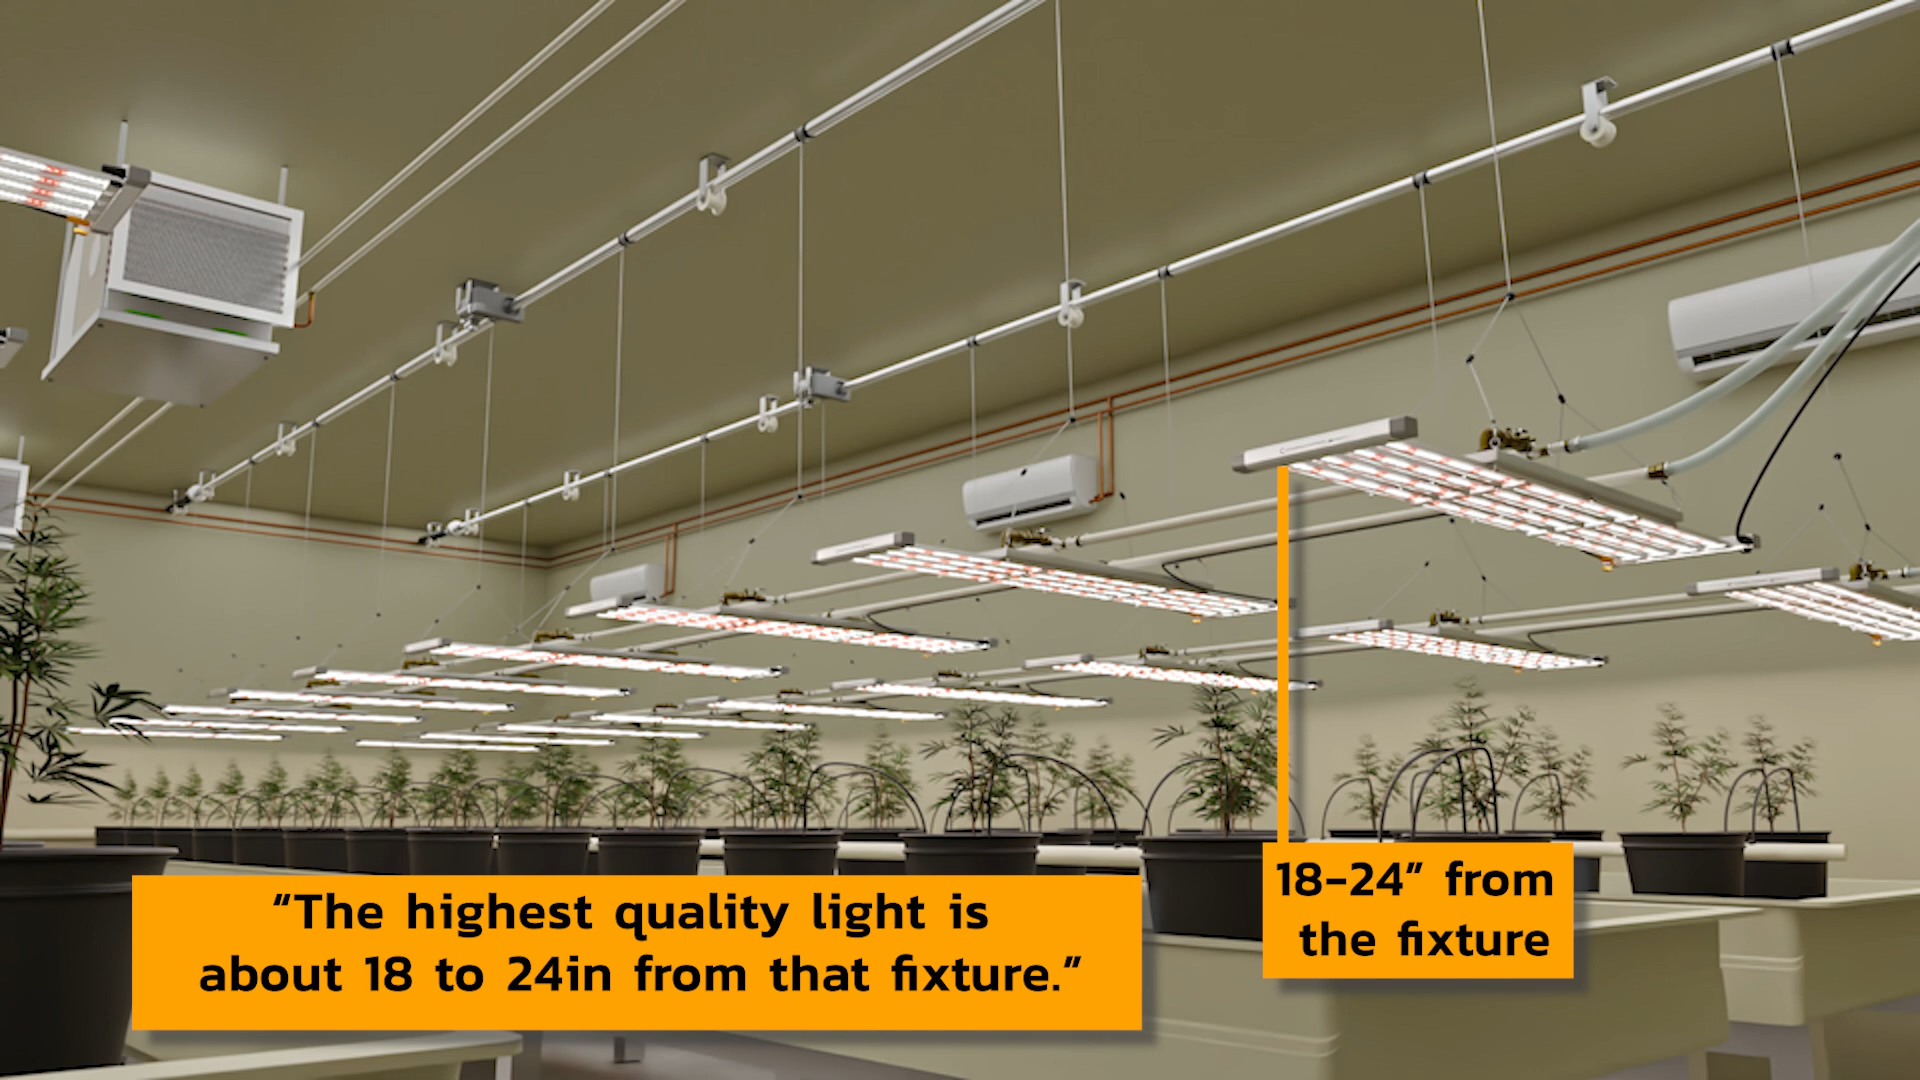 "The highest quality light is
about 18 to 24in from that fixture."
18-24" from
the fixture